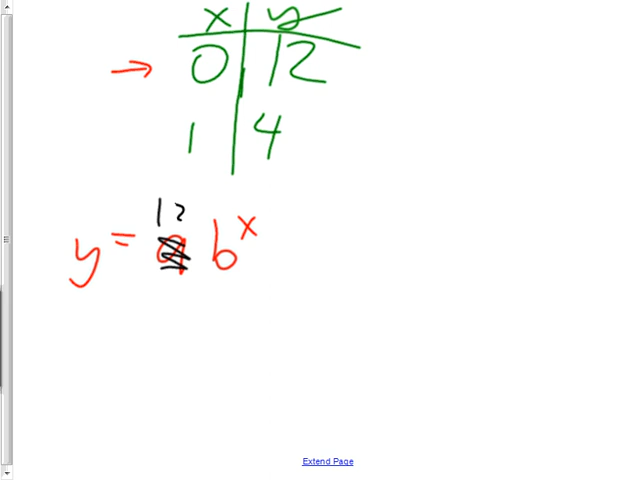 x y
→ 0 12
1 4
12
y = a b^x
Extend Page